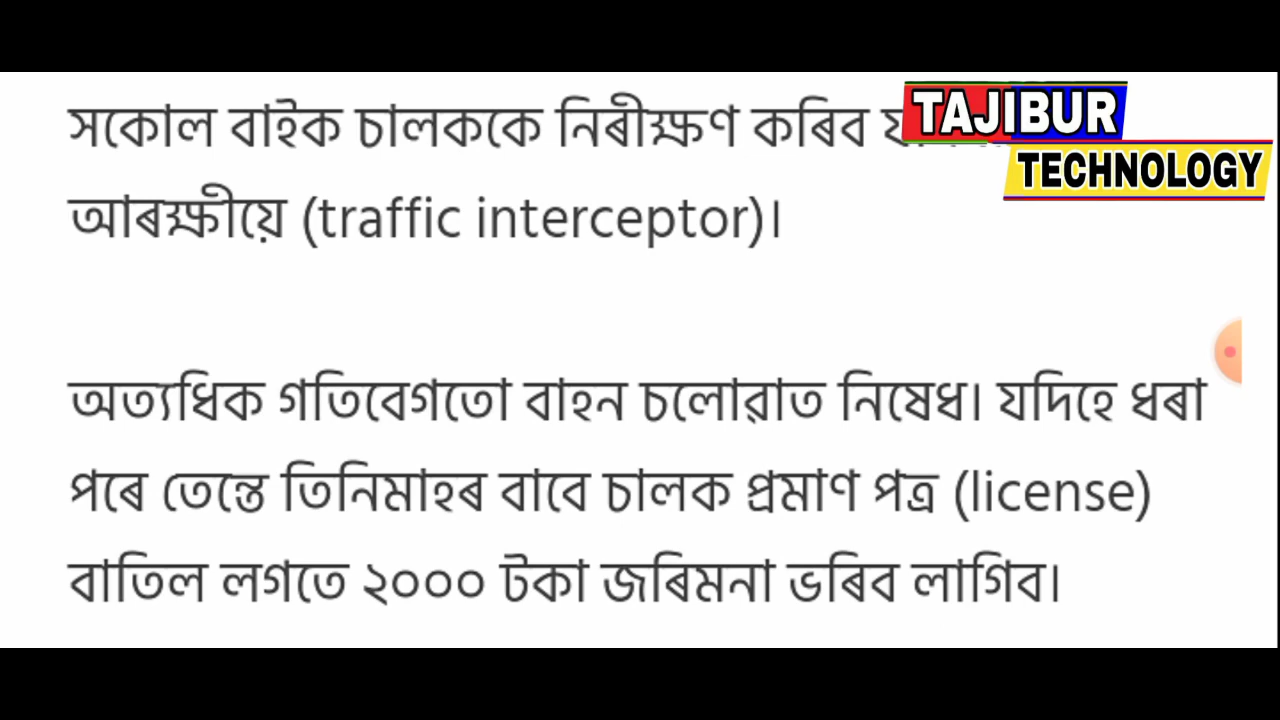 সকোল বাইক চালককে নিৰীক্ষণ কৰিব
TAJIBUR
TECHNOLOGY
আৰক্ষীয়ে (traffic interceptor)।
অত্যধিক গতিবেগতো বাহন চলোৱাত নিষেধ। যদিহে ধৰা
পৰে তেন্তে তিনিমাহৰ বাবে চালক প্ৰমাণ পত্ৰ (license)
বাতিল লগতে ২০০০ টকা জৰিমনা ভৰিব লাগিব।